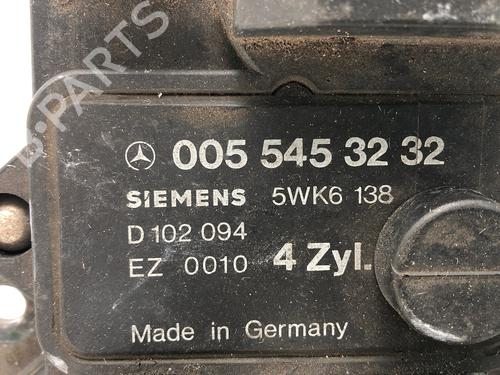 B-PARTS
005 545 32 32
SIEMENS 5WK6 138
D 102 094
EZ 0010 4 Zyl.
Made in Germany